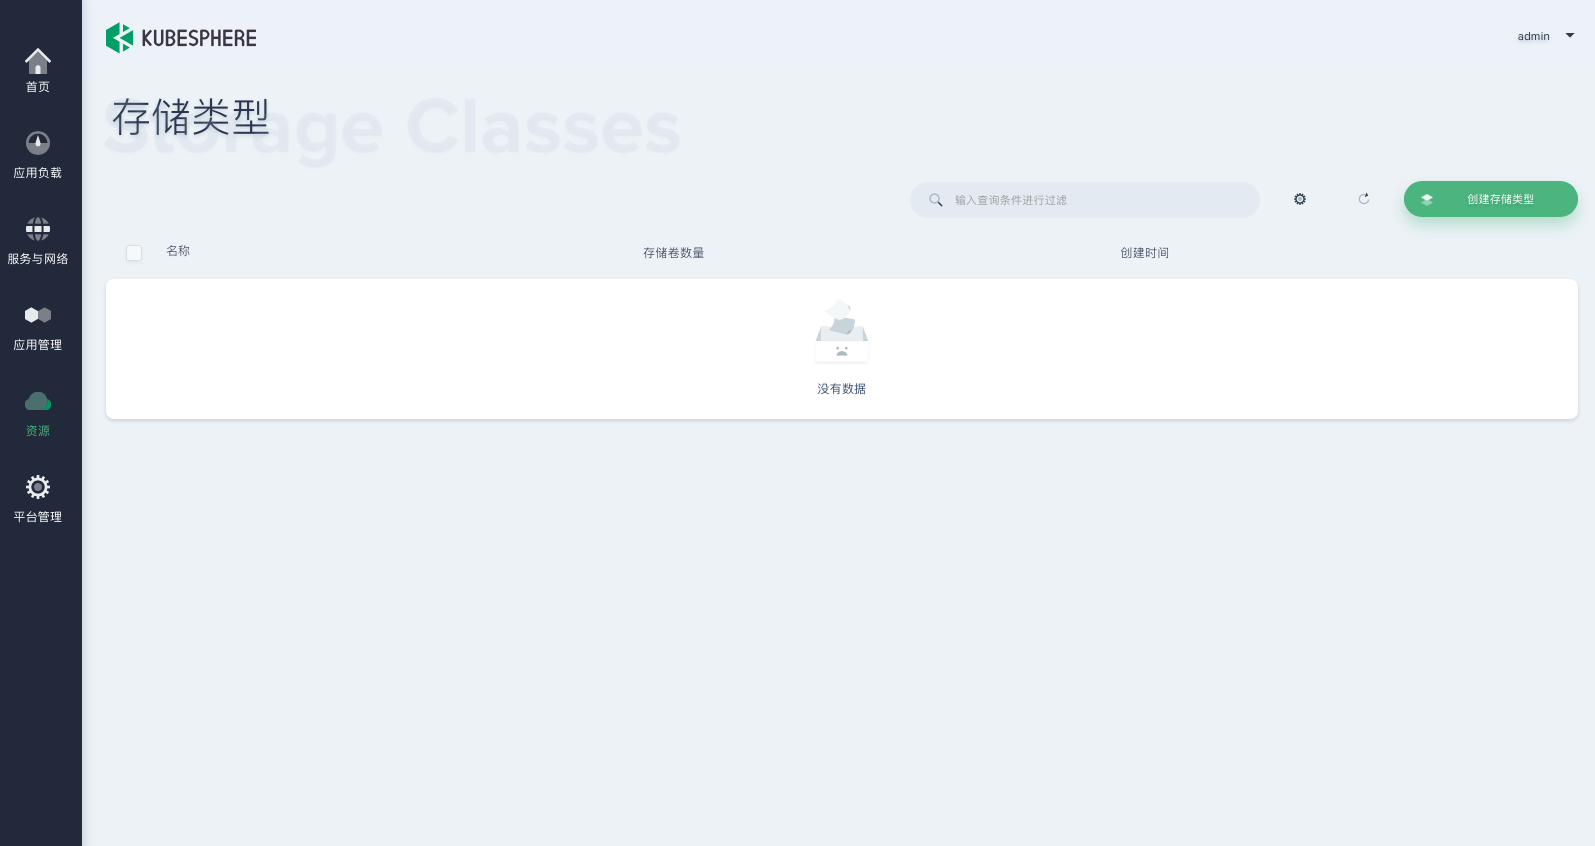 KUBESPHERE
admin
Storage Classes
存储类型
首页
应用负载
服务与网络
应用管理
资源
平台管理
输入查询条件进行过滤
创建存储类型
名称
存储卷数量
创建时间
没有数据